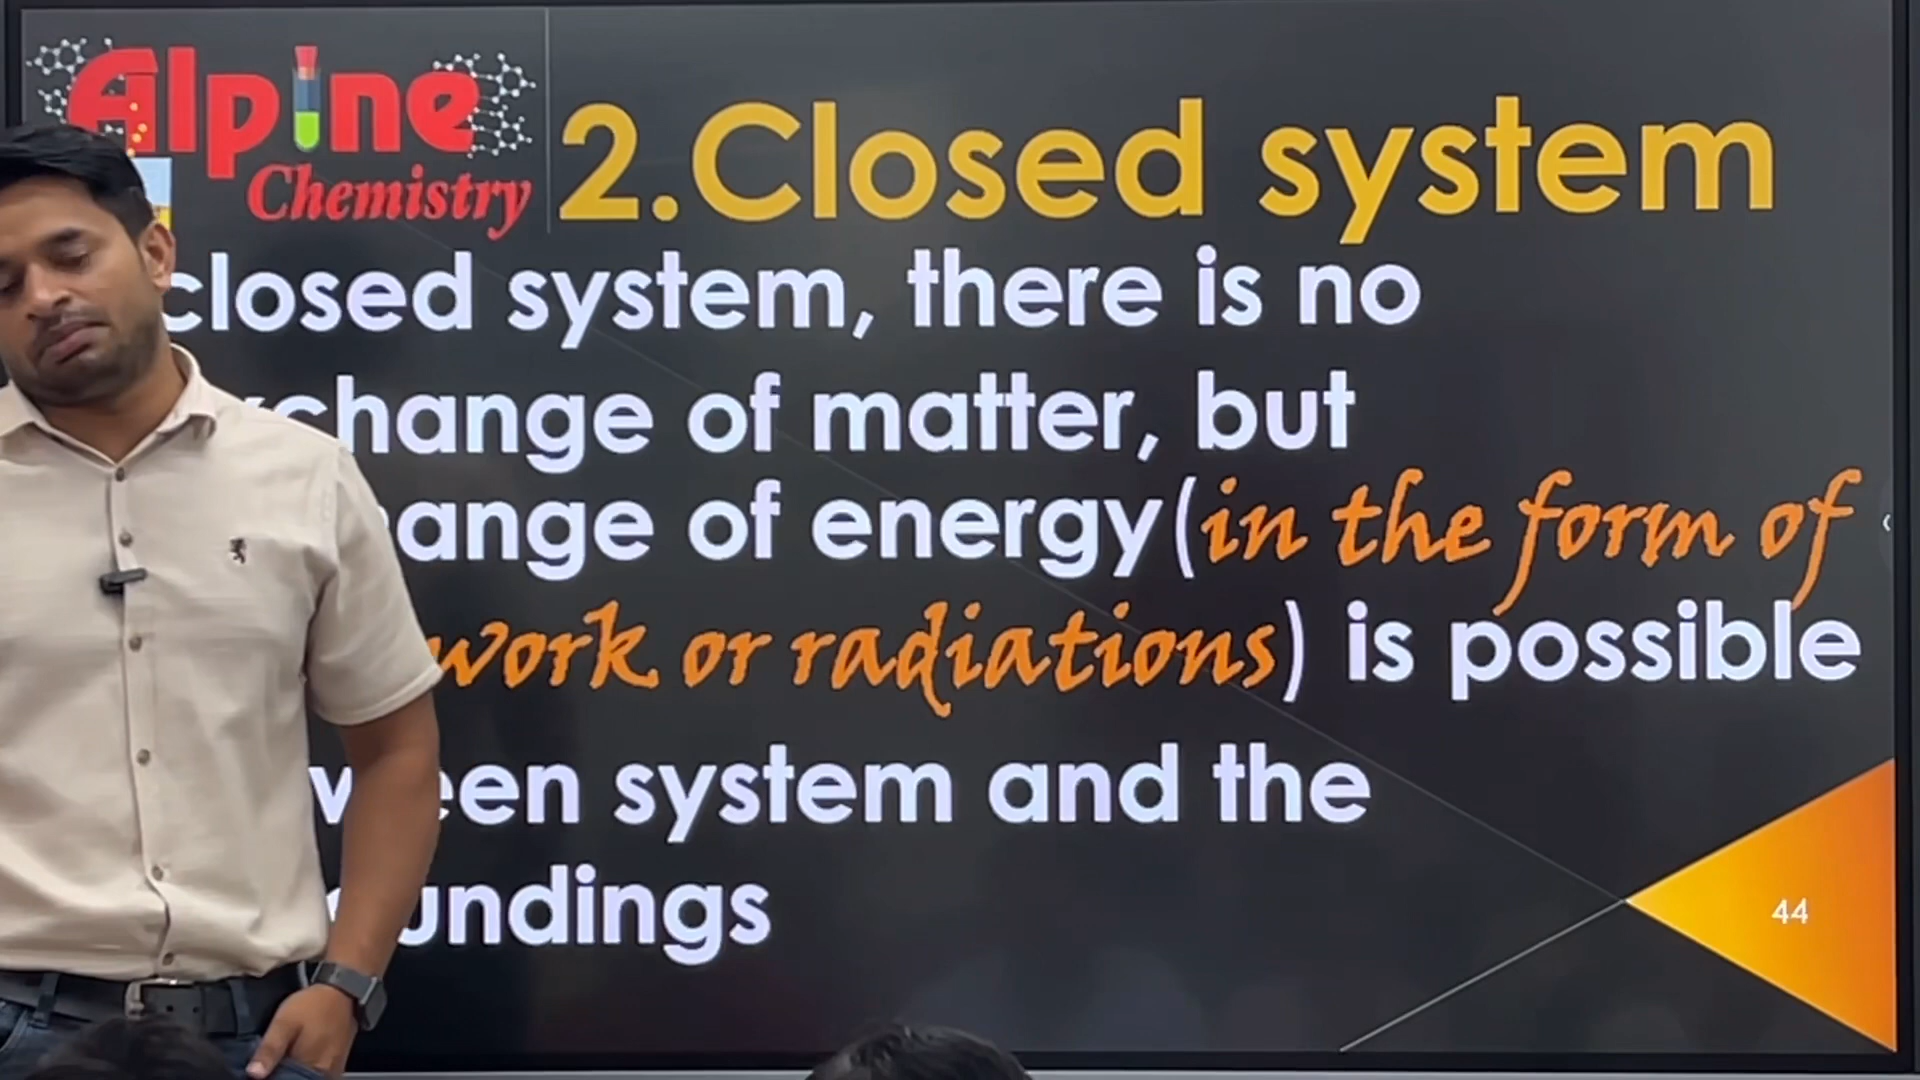 Alpine
Chemistry
2.Closed system
closed system, there is no
change of matter, but
ange of energy(in the form of
work or radiations) is possible
een system and the
undings
44